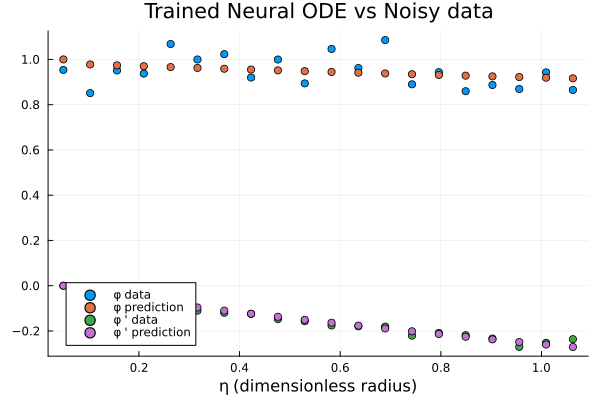 Trained Neural ODE vs Noisy data
1.0
0.8
0.6
0.4
0.2
0.0
−0.2
φ data
φ prediction
φ ' data
φ ' prediction
0.2 0.4 0.6 0.8 1.0
η (dimensionless radius)